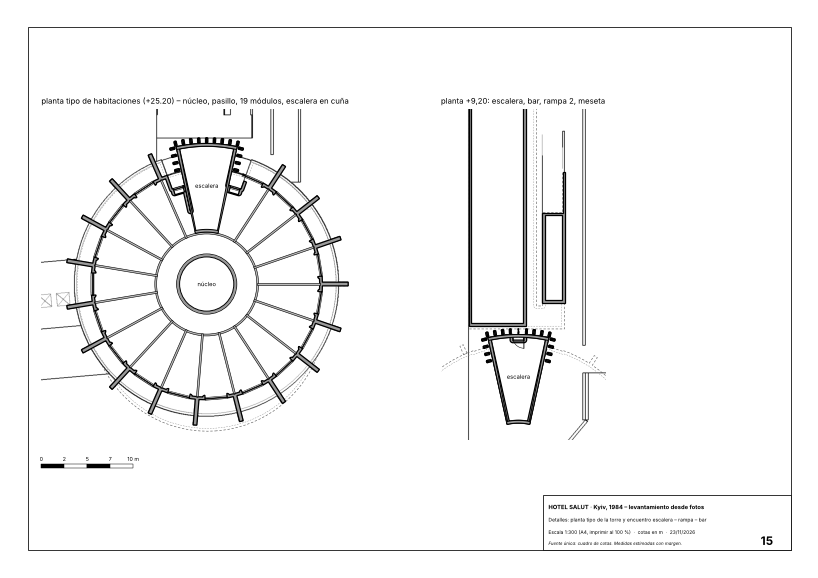 planta tipo de habitaciones (+25.20) – núcleo, pasillo, 19 módulos, escalera en cuña
planta +9,20: escalera, bar, rampa 2, meseta
escalera
núcleo
escalera
0 2 5 7 10 m
HOTEL SALUT · Kyiv, 1984 – levantamiento desde fotos
Detalles: planta tipo de la torre y encuentro escalera – rampa – bar
Escala 1:300 (A4, imprimir al 100 %) · cotas en m · 23/11/2026
Fuente única: cuadro de cotas. Medidas estimadas con margen.
15